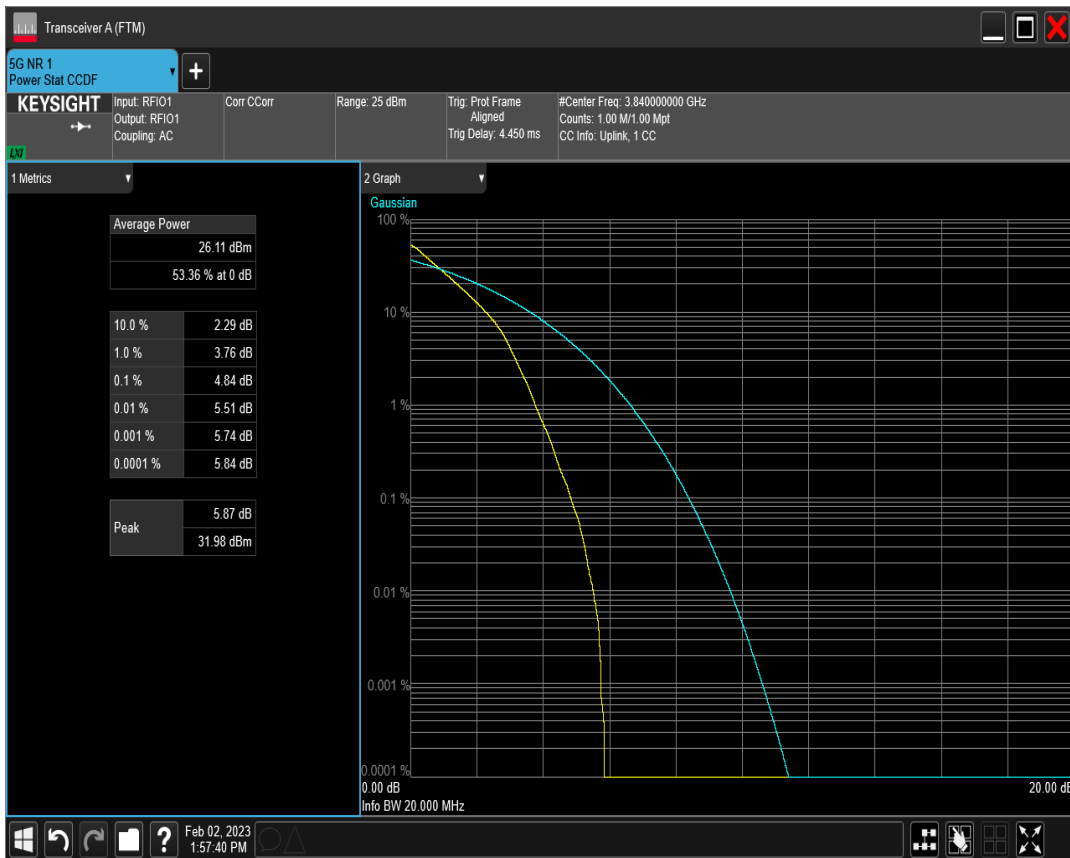 Transceiver A (FTM)
5G NR 1
Power Stat CCDF
KEYSIGHT
LXI
Input: RFIO1
Output: RFIO1
Coupling: AC
Corr CCorr
Range: 25 dBm
Trig: Prot Frame
Aligned
Trig Delay: 4.450 ms
#Center Freq: 3.840000000 GHz
Counts: 1.00 M/1.00 Mpt
CC Info: Uplink, 1 CC
1 Metrics
Average Power
26.11 dBm
53.36 % at 0 dB
10.0 % 2.29 dB
1.0 % 3.76 dB
0.1 % 4.84 dB
0.01 % 5.51 dB
0.001 % 5.74 dB
0.0001 % 5.84 dB
Peak
5.87 dB
31.98 dBm
2 Graph
Gaussian
100 %
10 %
1 %
0.1 %
0.01 %
0.001 %
0.0001 %
0.00 dB 20.00 dB
Info BW 20.000 MHz
Feb 02, 2023
1:57:40 PM